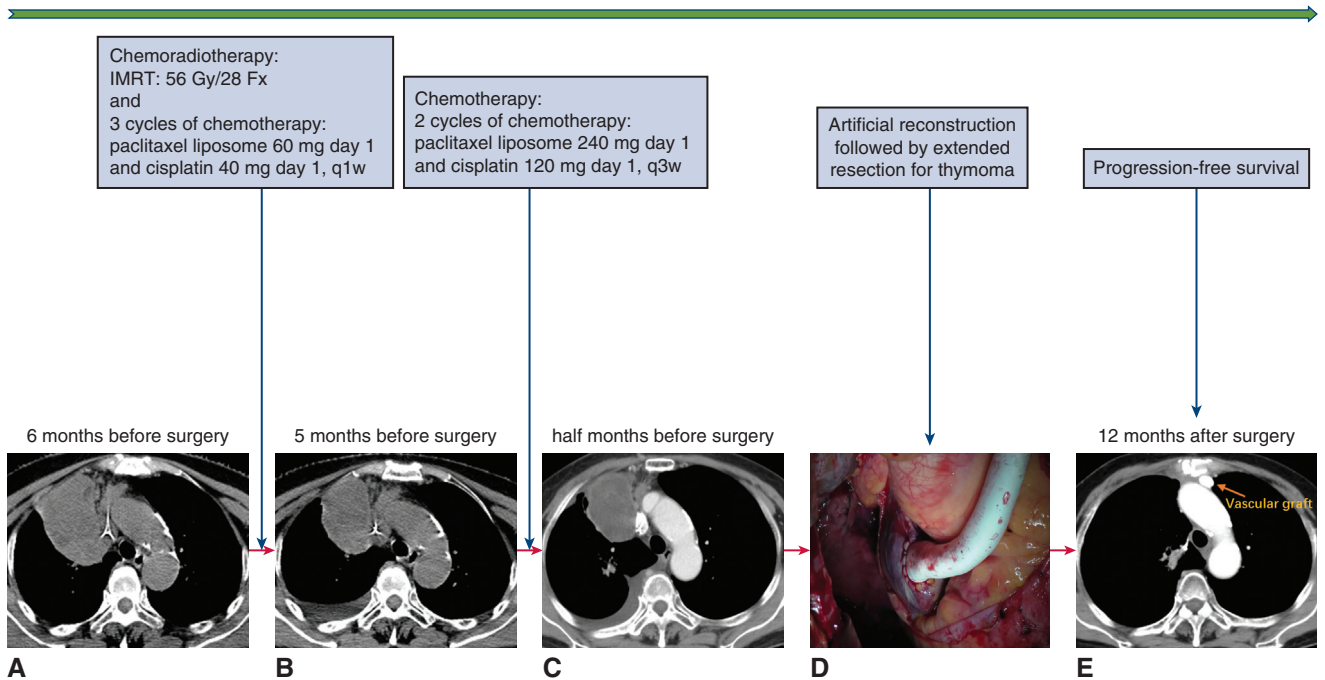 Chemoradiotherapy:
IMRT: 56 Gy/28 Fx
and
3 cycles of chemotherapy:
paclitaxel liposome 60 mg day 1
and cisplatin 40 mg day 1, q1w
Chemotherapy:
2 cycles of chemotherapy:
paclitaxel liposome 240 mg day 1
and cisplatin 120 mg day 1, q3w
Artificial reconstruction
followed by extended
resection for thymoma
Progression-free survival
6 months before surgery
5 months before surgery
half months before surgery
12 months after surgery
Vascular graft
A
B
C
D
E